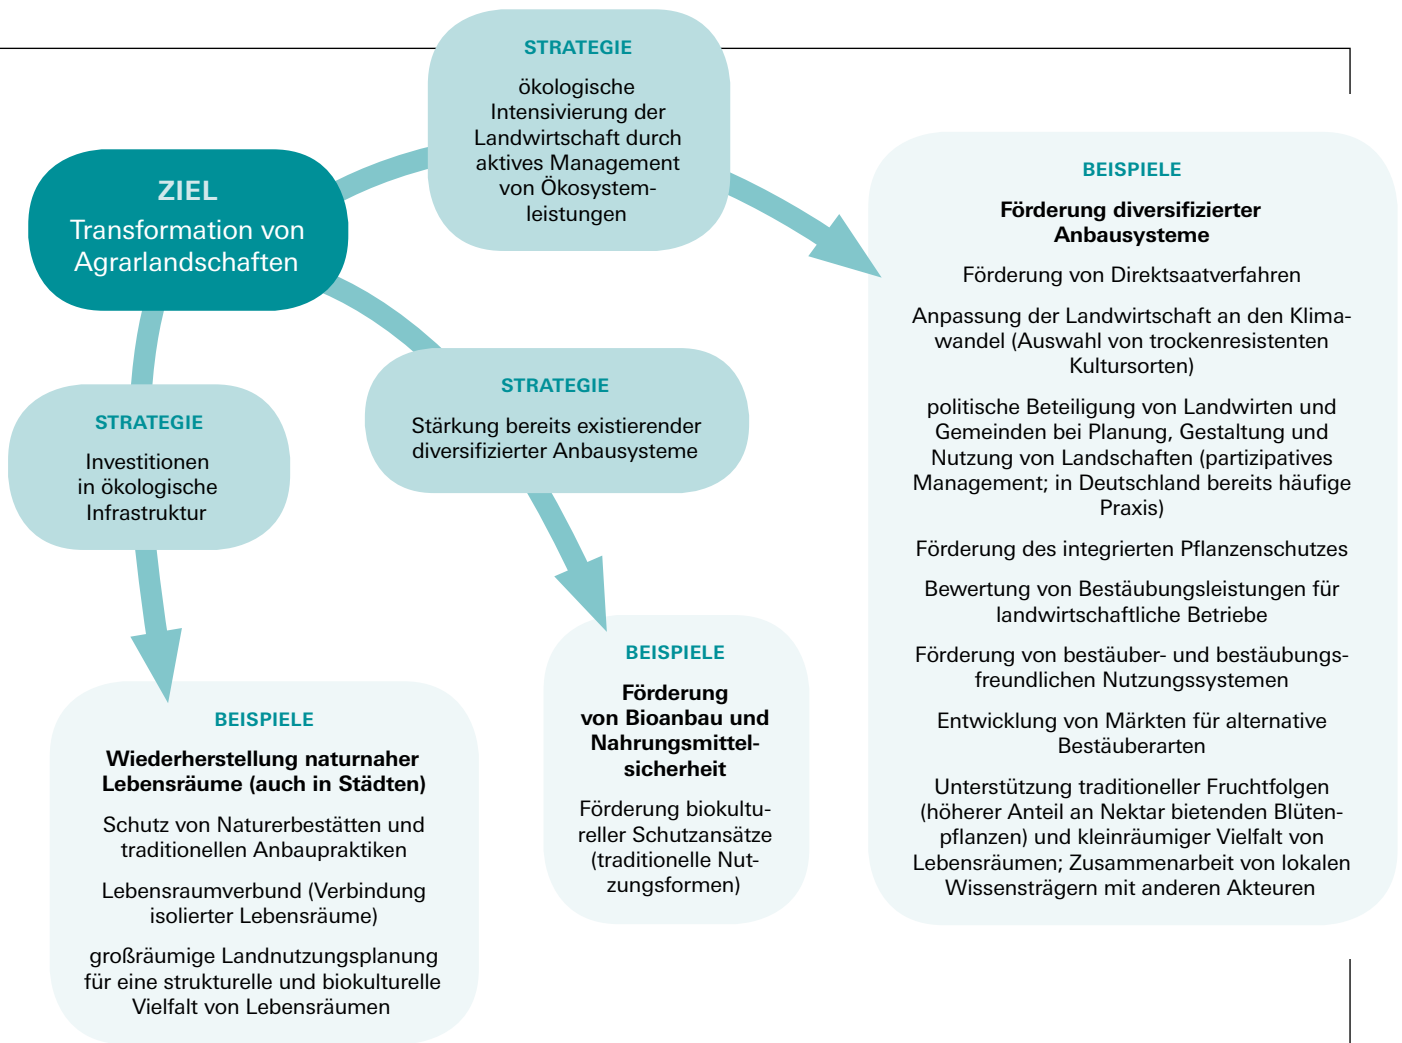 STRATEGIE
ökologische
Intensivierung der
Landwirtschaft durch
aktives Management
von Ökosystem-
leistungen
ZIEL
Transformation von
Agrarlandschaften
STRATEGIE
Stärkung bereits existierender
diversifizierter Anbausysteme
STRATEGIE
Investitionen
in ökologische
Infrastruktur
BEISPIELE
Wiederherstellung naturnaher
Lebensräume (auch in Städten)
Schutz von Naturerbestätten und
traditionellen Anbaupraktiken
Lebensraumverbund (Verbindung
isolierter Lebensräume)
großräumige Landnutzungsplanung
für eine strukturelle und biokulturelle
Vielfalt von Lebensräumen
BEISPIELE
Förderung
von Bioanbau und
Nahrungsmittel-
sicherheit
Förderung biokultu-
reller Schutzansätze
(traditionelle Nut-
zungsformen)
BEISPIELE
Förderung diversifizierter
Anbausysteme
Förderung von Direktsaatverfahren
Anpassung der Landwirtschaft an den Klima-
wandel (Auswahl von trockenresistenten
Kultursorten)
politische Beteiligung von Landwirten und
Gemeinden bei Planung, Gestaltung und
Nutzung von Landschaften (partizipatives
Management; in Deutschland bereits häufige
Praxis)
Förderung des integrierten Pflanzenschutzes
Bewertung von Bestäubungsleistungen für
landwirtschaftliche Betriebe
Förderung von bestäuber- und bestäubungs-
freundlichen Nutzungssystemen
Entwicklung von Märkten für alternative
Bestäuberarten
Unterstützung traditioneller Fruchtfolgen
(höherer Anteil an Nektar bietenden Blüten-
pflanzen) und kleinräumiger Vielfalt von
Lebensräumen; Zusammenarbeit von lokalen
Wissensträgern mit anderen Akteuren